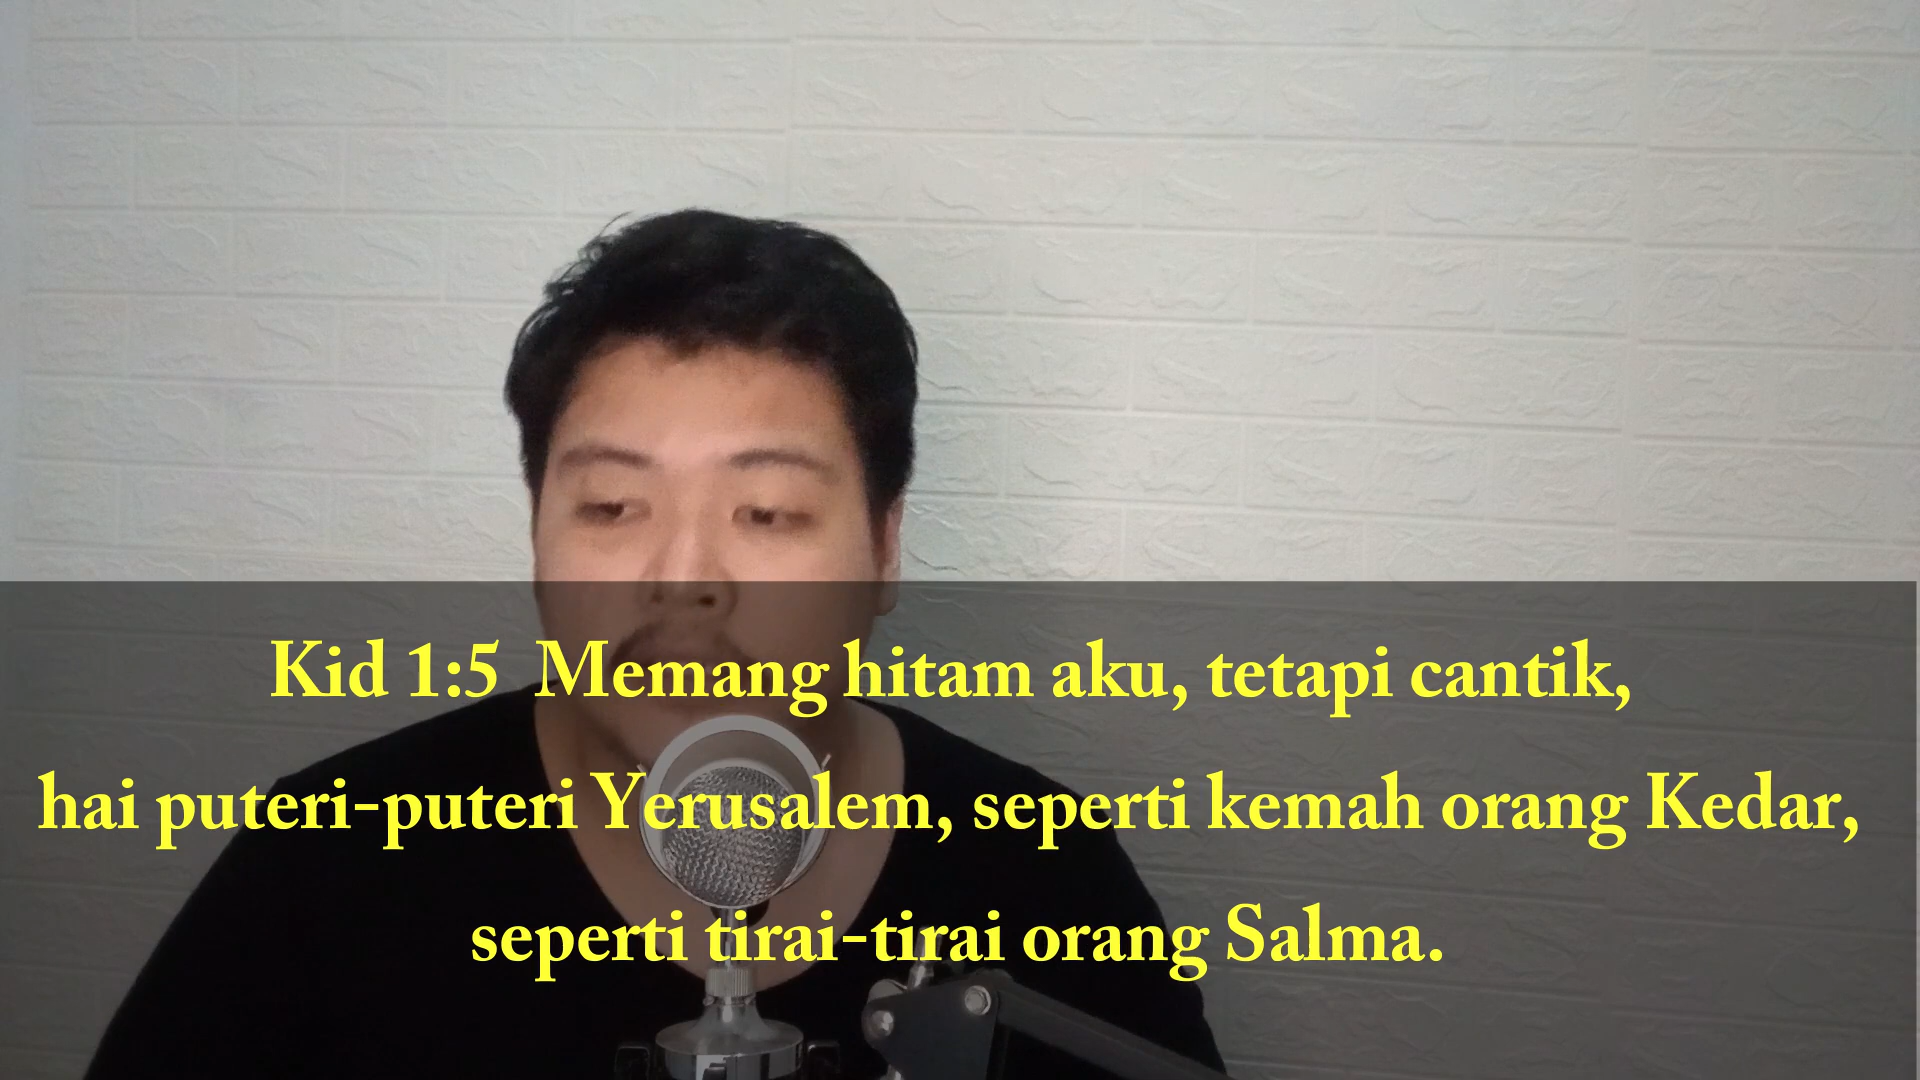 Kid 1:5  Memang hitam aku, tetapi cantik,
hai puteri-puteri Yerusalem, seperti kemah orang Kedar,
seperti tirai-tirai orang Salma.